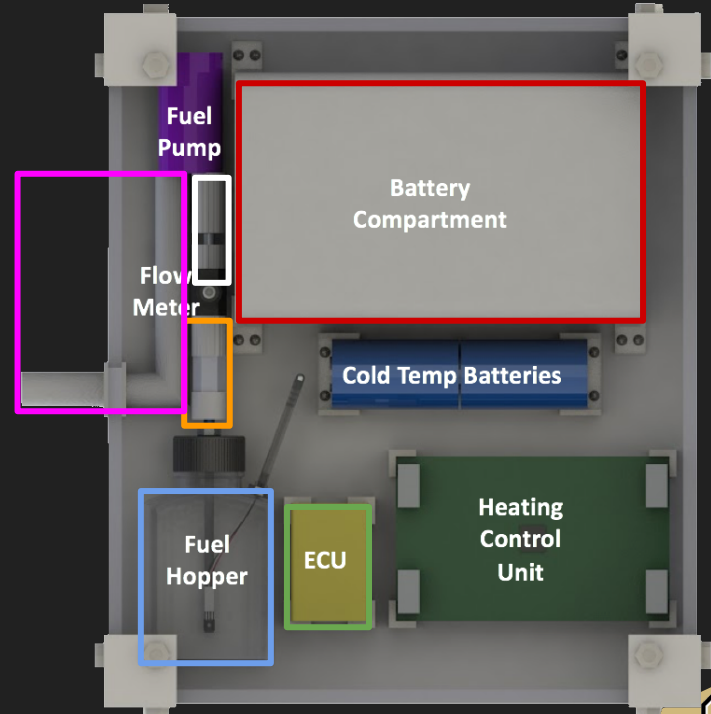 Fuel
Pump
Battery
Compartment
Flow
Meter
Cold Temp Batteries
Heating
Control
Unit
Fuel
Hopper
ECU